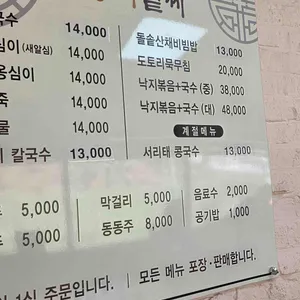 국수 14,000
심이 (새알심) 14,000
옹심이 14,000
죽 14,000
물 14,000
칼국수 13,000
돌솥산채비빔밥 13,000
도토리묵무침 20,000
낙지볶음+국수 (중) 38,000
낙지볶음+국수 (대) 48,000
계절메뉴
서리태 콩국수 13,000
5,000
5,000
막걸리 5,000
동동주 8,000
음료수 2,000
공기밥 1,000
주문입니다. | 모든 메뉴 포장·판매합니다.